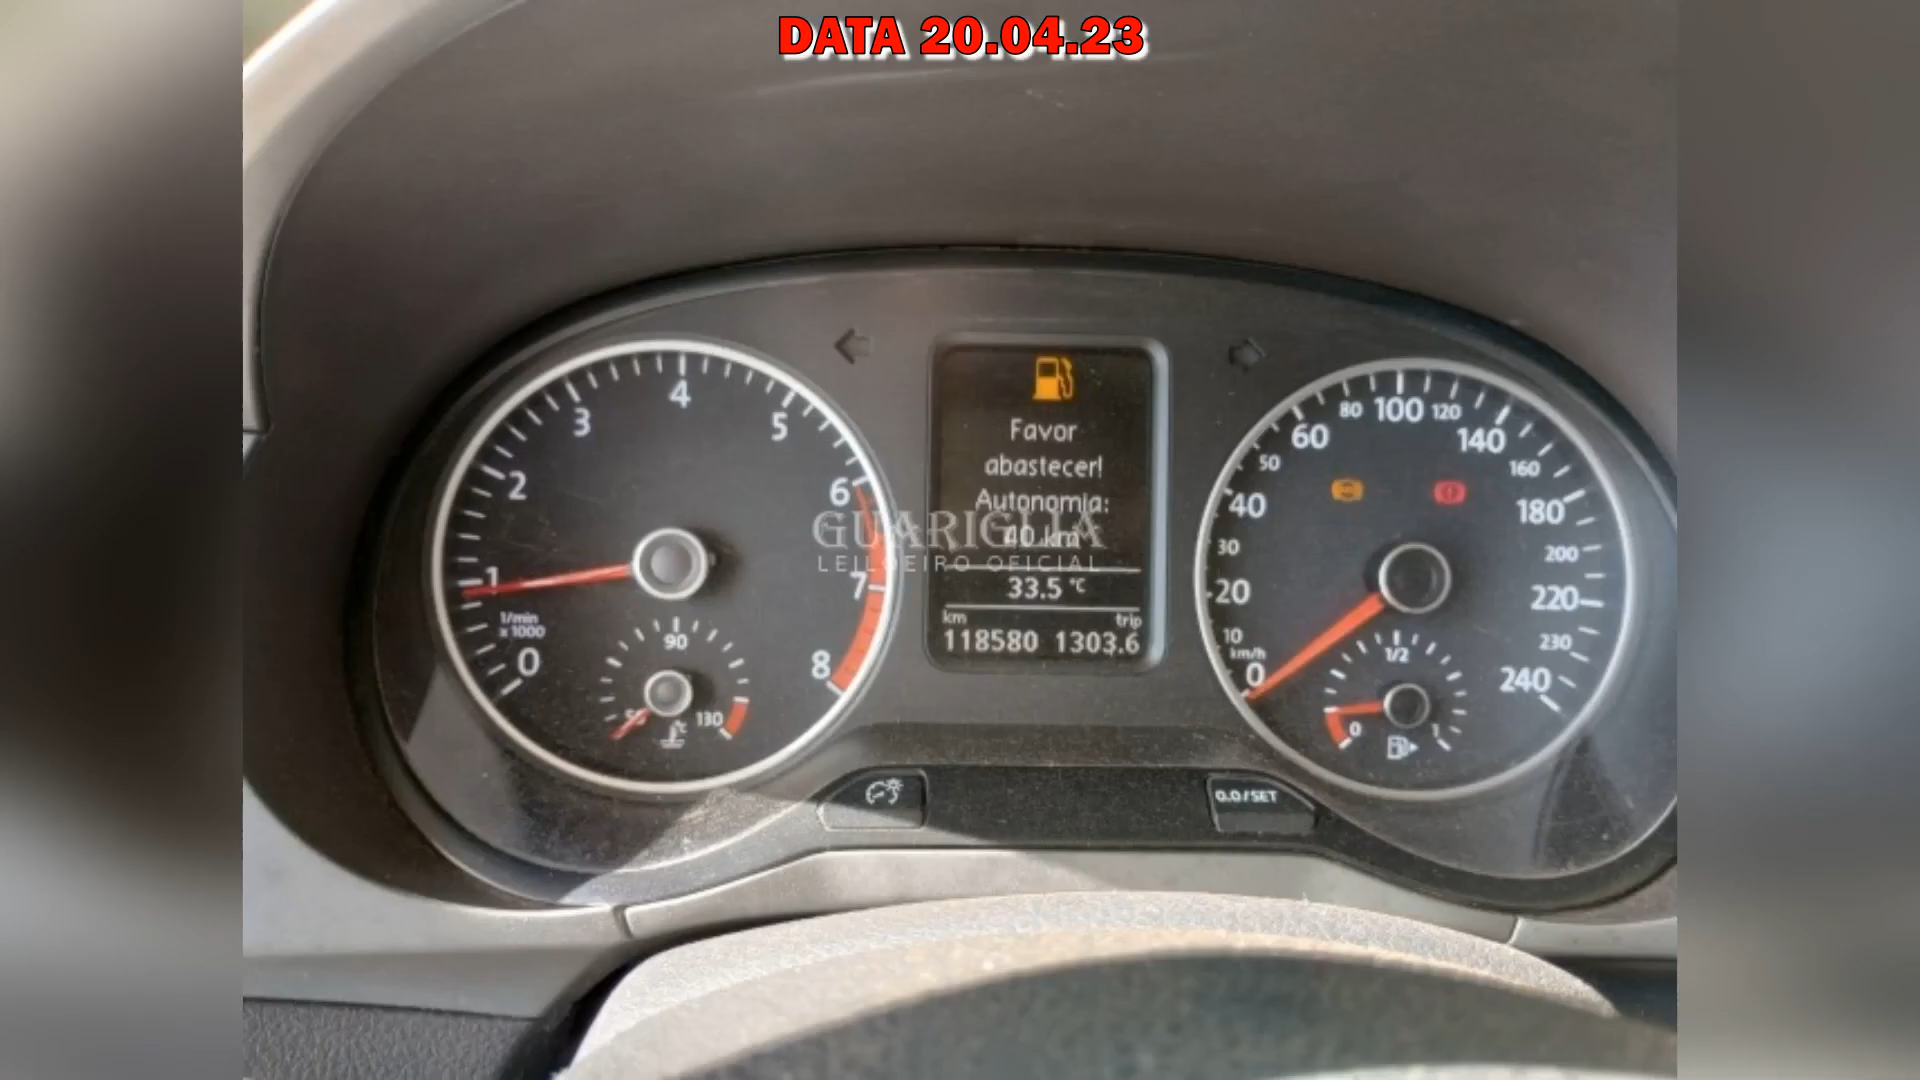 DATA 20.04.23
4
3
5
2
6
1
7
1/min
x 1000
0
8
90
50
130
°C
Favor
abastecer!
Autonomia:
40 km
33.5 °C
km trip
118580 1303.6
GUARIGLIA
LEILOEIRO OFICIAL
80 100 120
60 140
50 160
40 180
30 200
20 220
10 230
km/h
0 240
1/2
0 1
0.0/SET